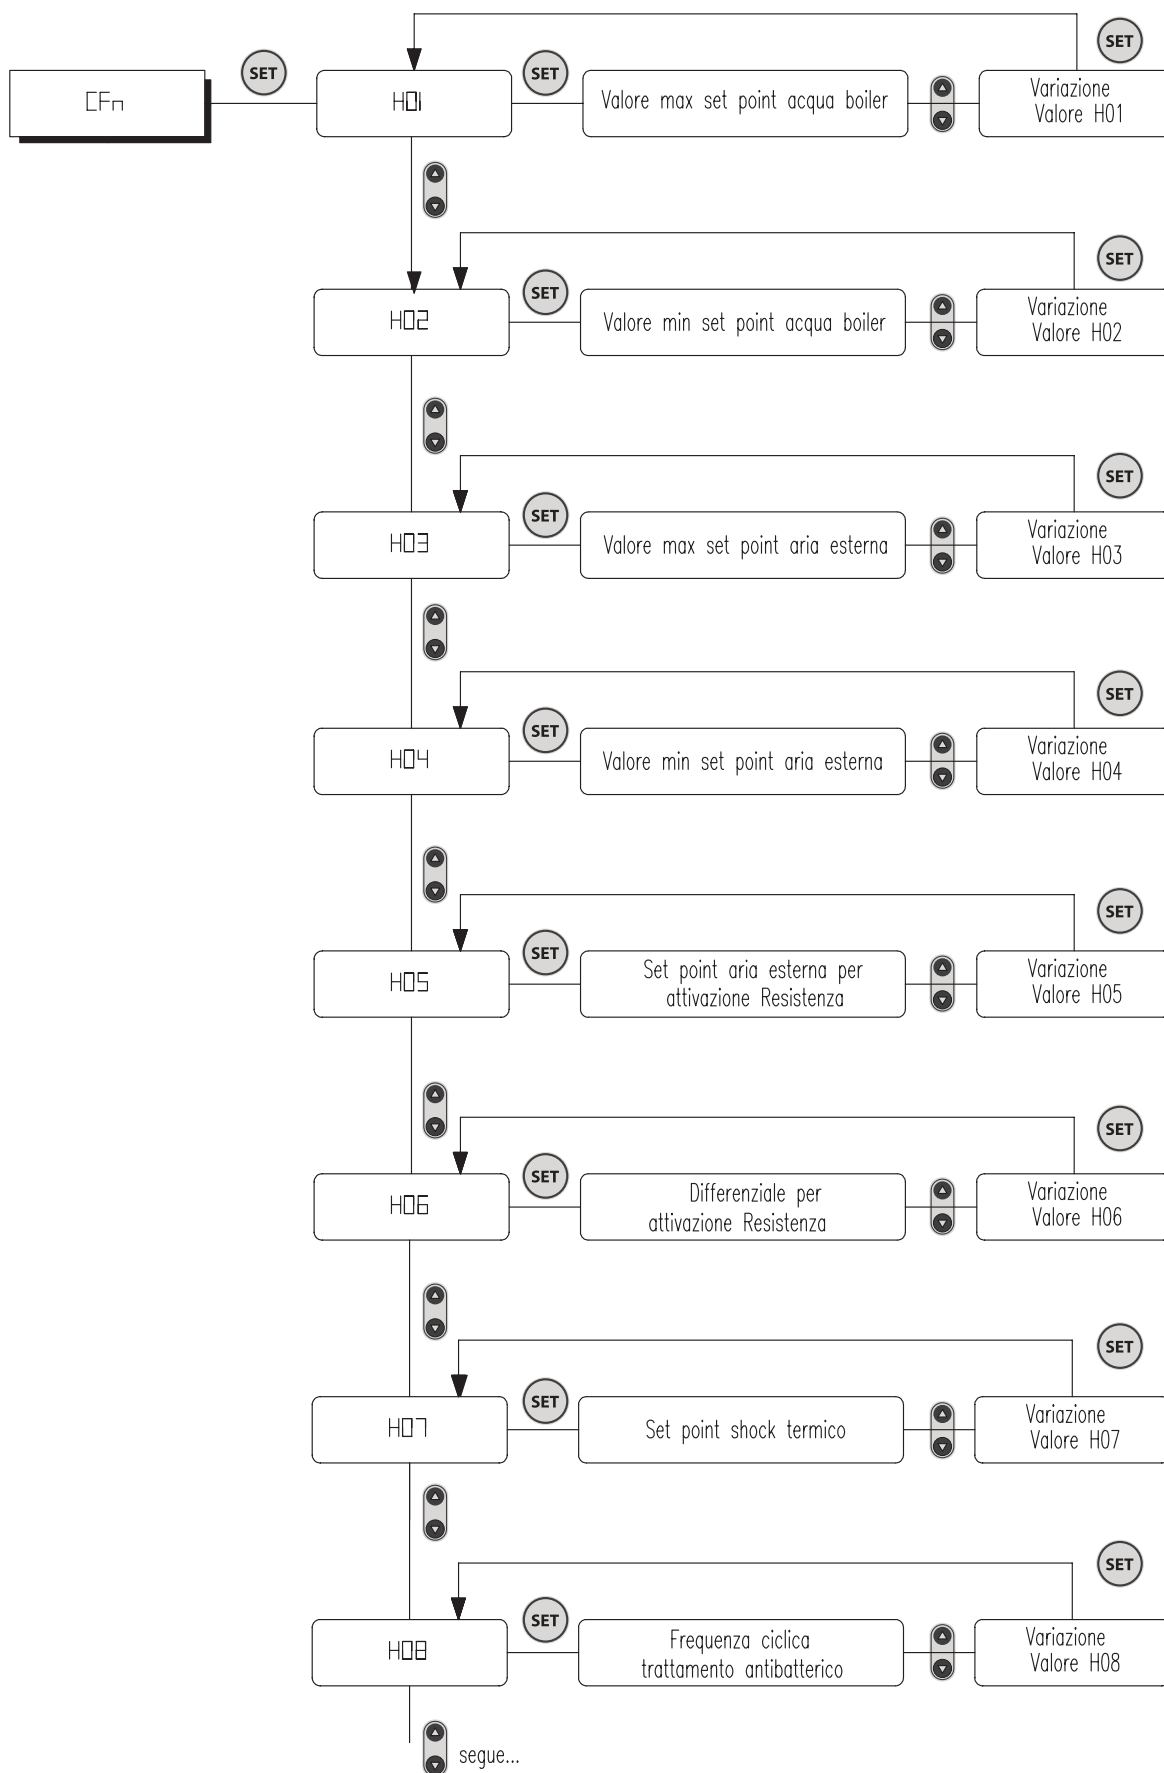 SET
CFn
SET
H01
SET
Valore max set point acqua boiler
Variazione
Valore H01
SET
H02
SET
Valore min set point acqua boiler
Variazione
Valore H02
SET
H03
SET
Valore max set point aria esterna
Variazione
Valore H03
SET
H04
SET
Valore min set point aria esterna
Variazione
Valore H04
SET
H05
SET
Set point aria esterna per
attivazione Resistenza
Variazione
Valore H05
SET
H06
SET
Differenziale per
attivazione Resistenza
Variazione
Valore H06
SET
H07
SET
Set point shock termico
Variazione
Valore H07
SET
H08
SET
Frequenza ciclica
trattamento antibatterico
Variazione
Valore H08
segue...